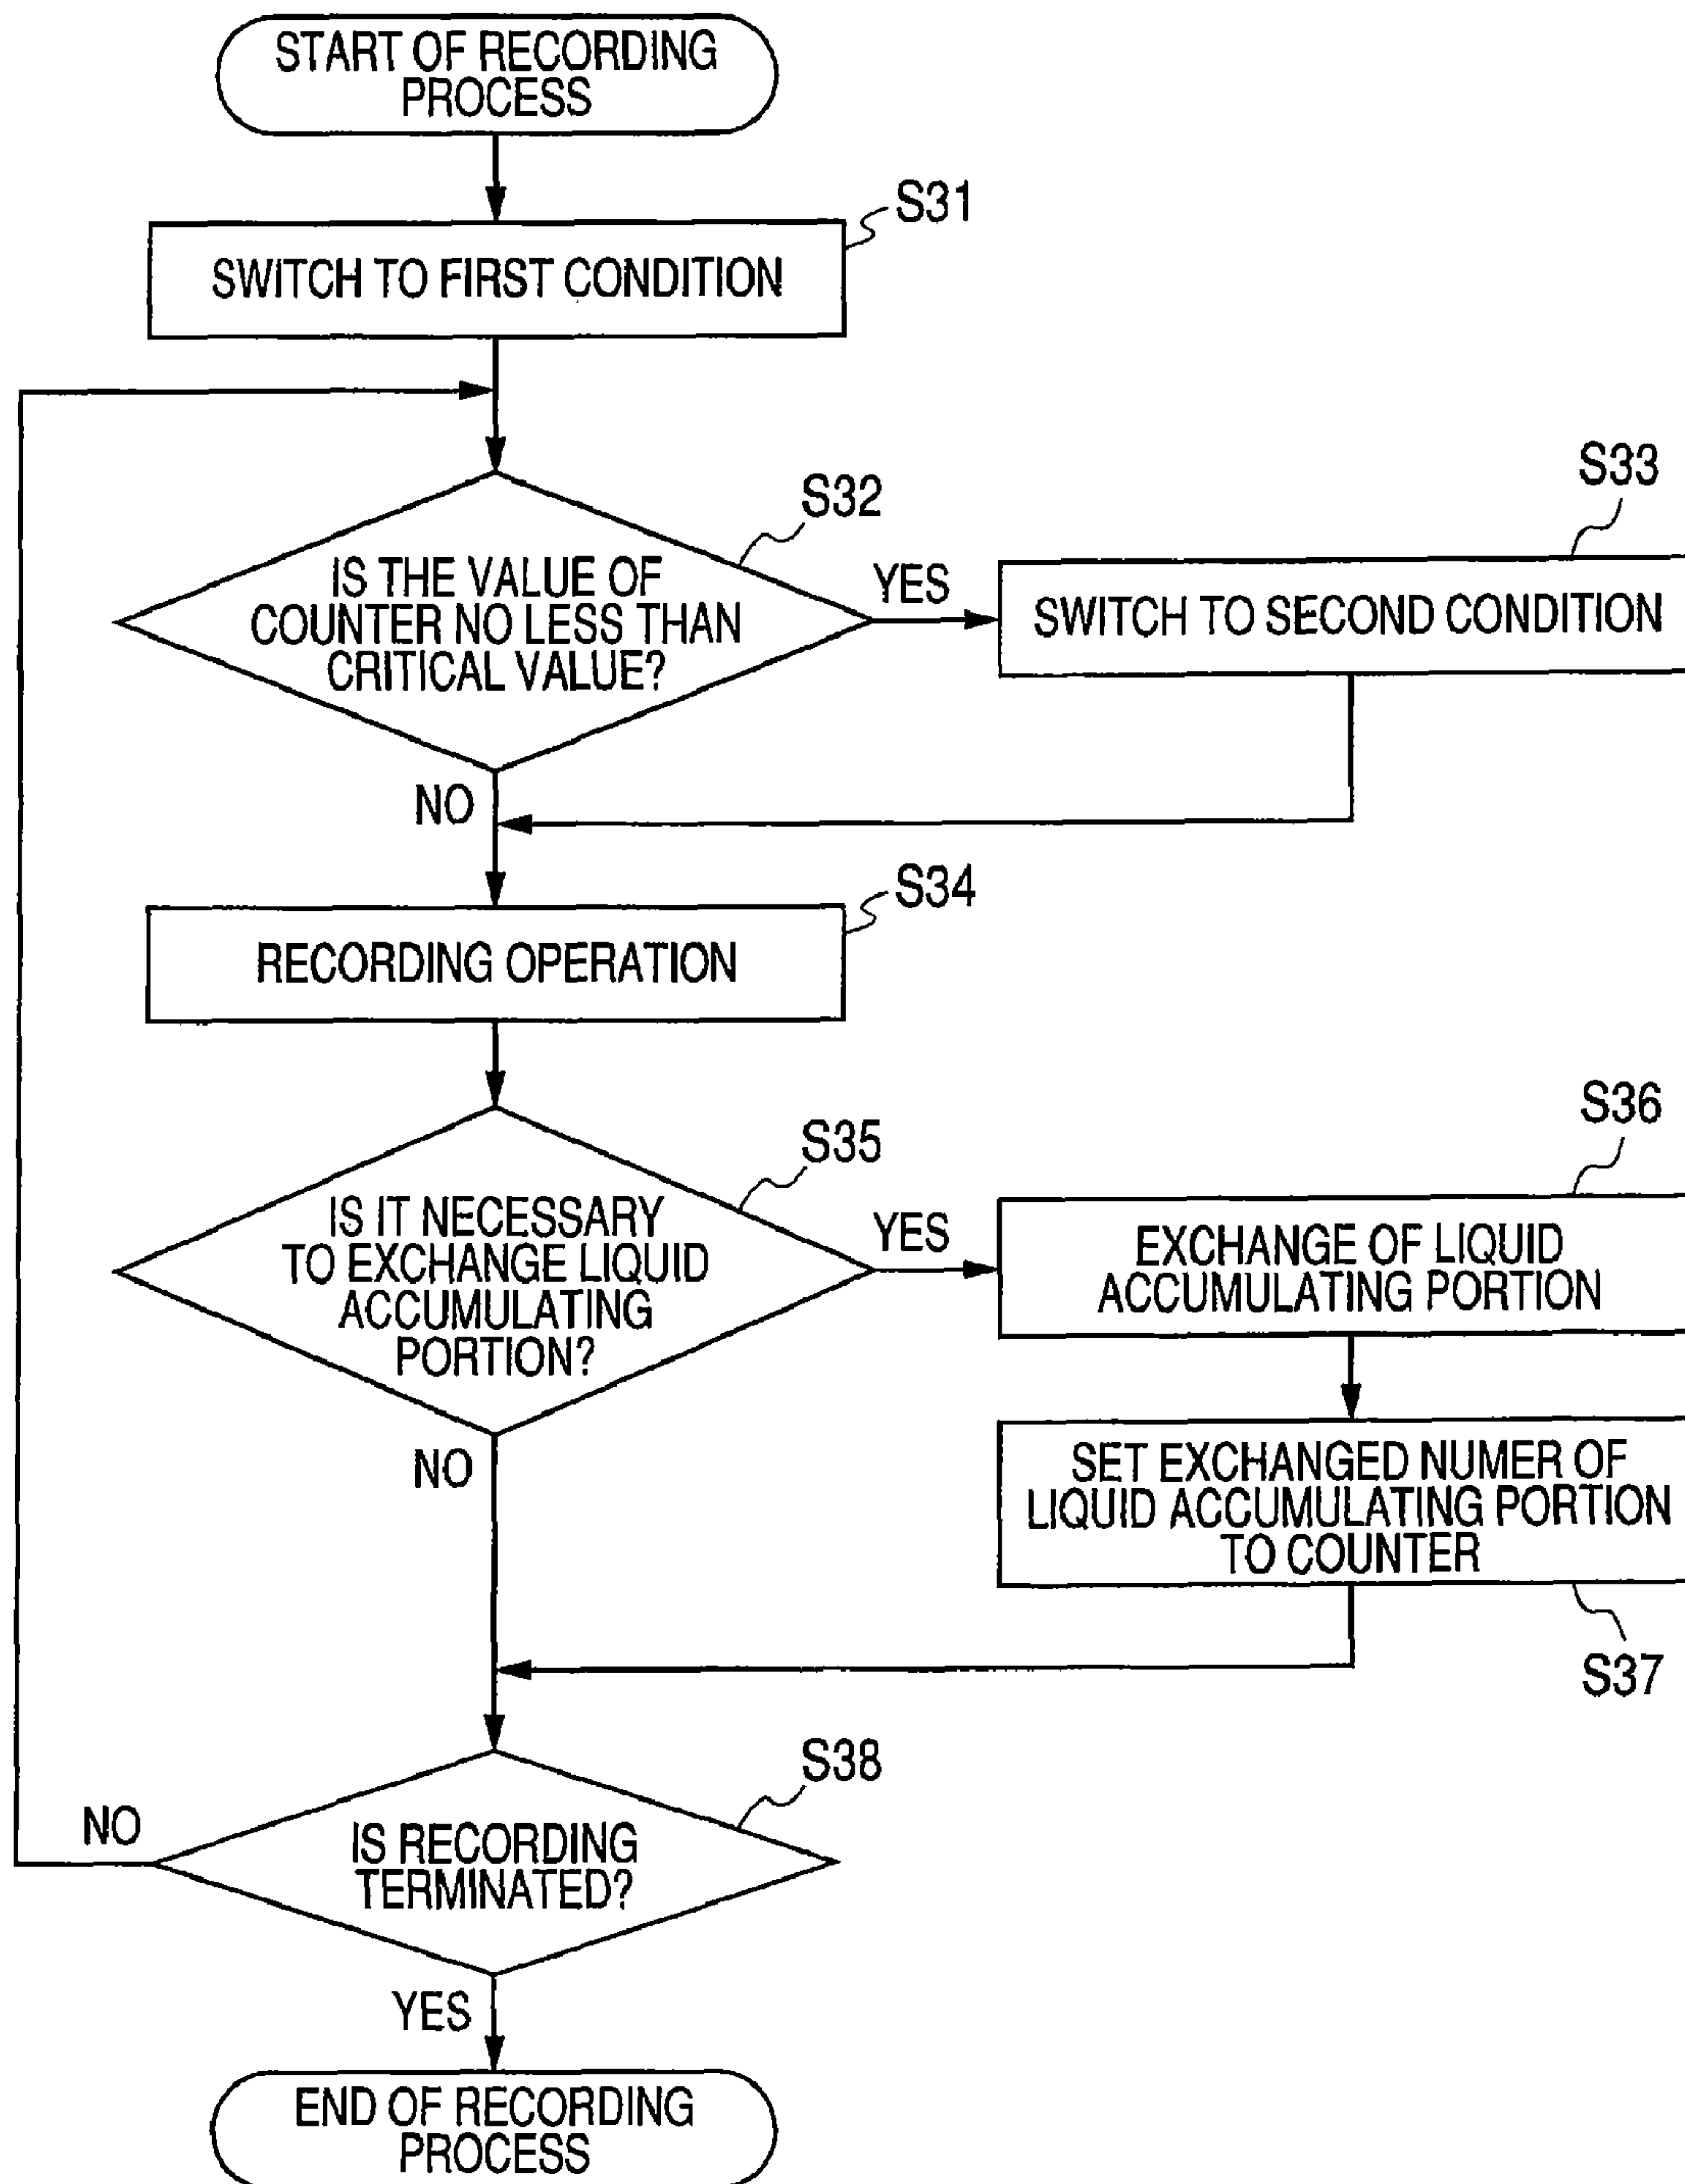 START OF RECORDING
PROCESS
S31
SWITCH TO FIRST CONDITION
S32
IS THE VALUE OF
COUNTER NO LESS THAN
CRITICAL VALUE?
YES
S33
SWITCH TO SECOND CONDITION
NO
S34
RECORDING OPERATION
S35
IS IT NECESSARY
TO EXCHANGE LIQUID
ACCUMULATING
PORTION?
YES
S36
EXCHANGE OF LIQUID
ACCUMULATING PORTION
NO
SET EXCHANGED NUMER OF
LIQUID ACCUMULATING PORTION
TO COUNTER
S37
S38
NO
IS RECORDING
TERMINATED?
YES
END OF RECORDING
PROCESS